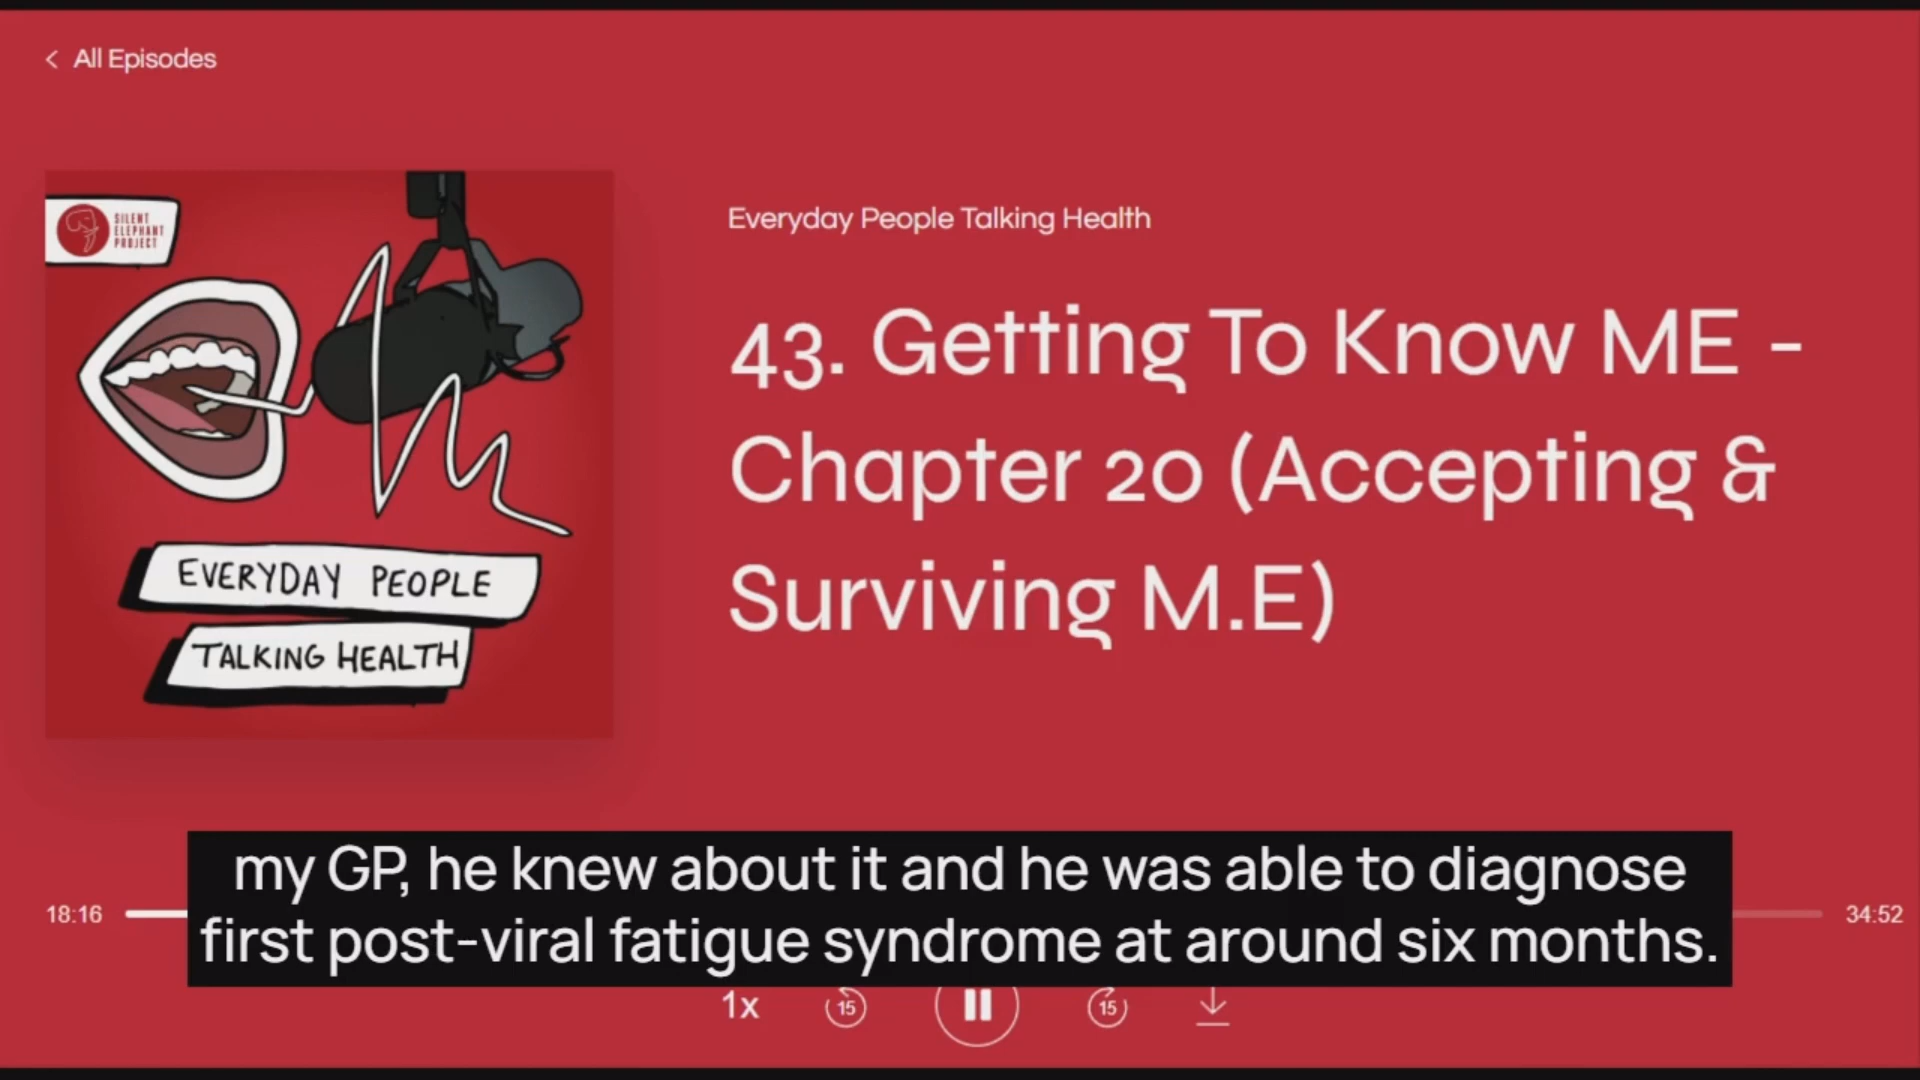 All Episodes
SILENT
ELEPHANT
PROJECT
EVERYDAY PEOPLE
TALKING HEALTH
Everyday People Talking Health
43. Getting To Know ME -
Chapter 20 (Accepting &
Surviving M.E)
my GP, he knew about it and he was able to diagnose
first post-viral fatigue syndrome at around six months.
18:16
34:52
1x
15
15